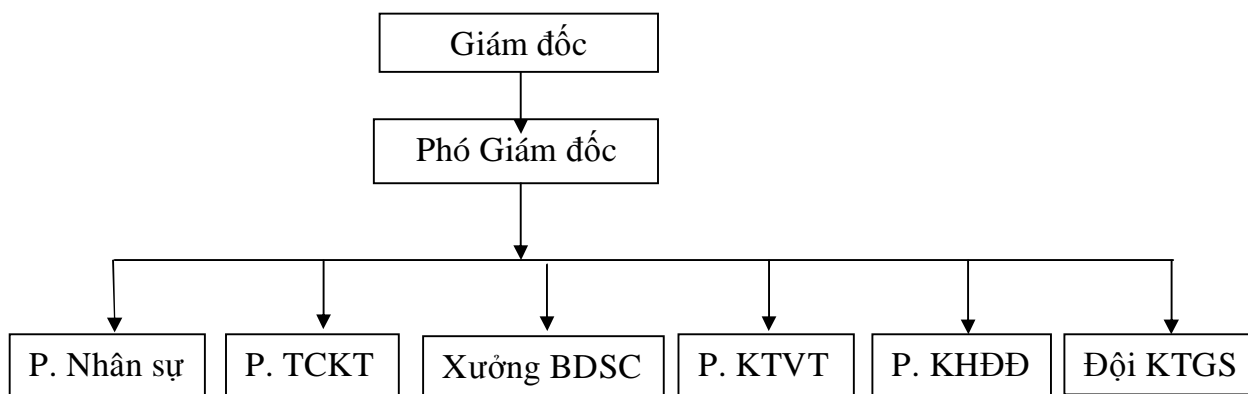 Giám đốc
Phó Giám đốc
P. Nhân sự
P. TCKT
Xưởng BDSC
P. KTVT
P. KHĐĐ
Đội KTGS